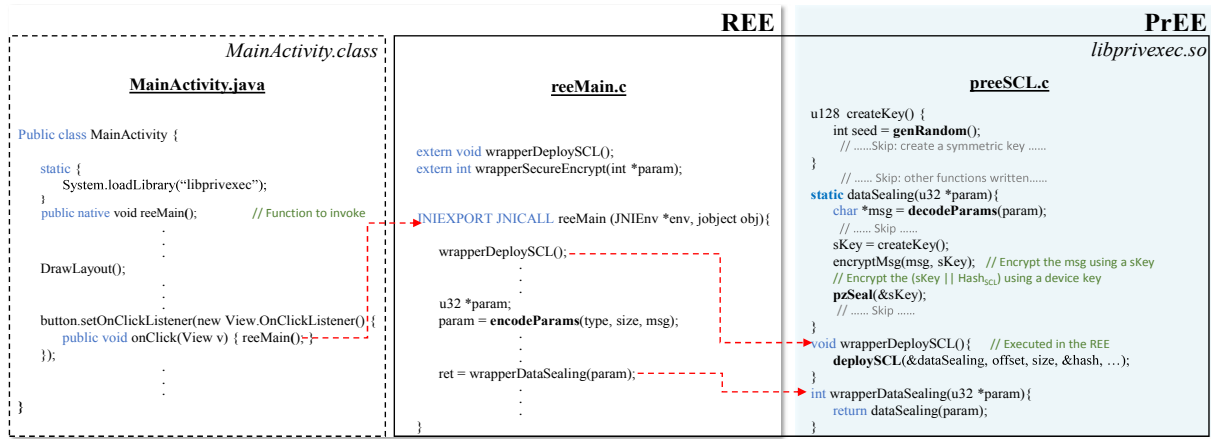 REE
PrEE
MainActivity.class
libprivexec.so
MainActivity.java
Public class MainActivity {
static {
System.loadLibrary(“libprivexec”);
}
public native void reeMain(); // Function to invoke
.
.
.
DrawLayout();
.
.
.
button.setOnClickListener(new View.OnClickListener() {
public void onClick(View v) { reeMain(); }
});
.
.
.
}
reeMain.c
extern void wrapperDeploySCL();
extern int wrapperSecureEncrypt(int *param);
JNIEXPORT JNICALL reeMain (JNIEnv *env, jobject obj){
wrapperDeploySCL();
.
.
.
u32 *param;
param = encodeParams(type, size, msg);
.
.
.
ret = wrapperDataSealing(param);
.
.
.
}
preeSCL.c
u128 createKey() {
int seed = genRandom();
// ......Skip: create a symmetric key ......
}
// ...... Skip: other functions written......
static dataSealing(u32 *param){
char *msg = decodeParams(param);
// ...... Skip ......
sKey = createKey();
encryptMsg(msg, sKey); // Encrypt the msg using a sKey
// Encrypt the (sKey || HashSCL) using a device key
pzSeal(&sKey);
// ...... Skip ......
}
void wrapperDeploySCL(){ // Executed in the REE
deploySCL(&dataSealing, offset, size, &hash, …);
}
int wrapperDataSealing(u32 *param){
return dataSealing(param);
}